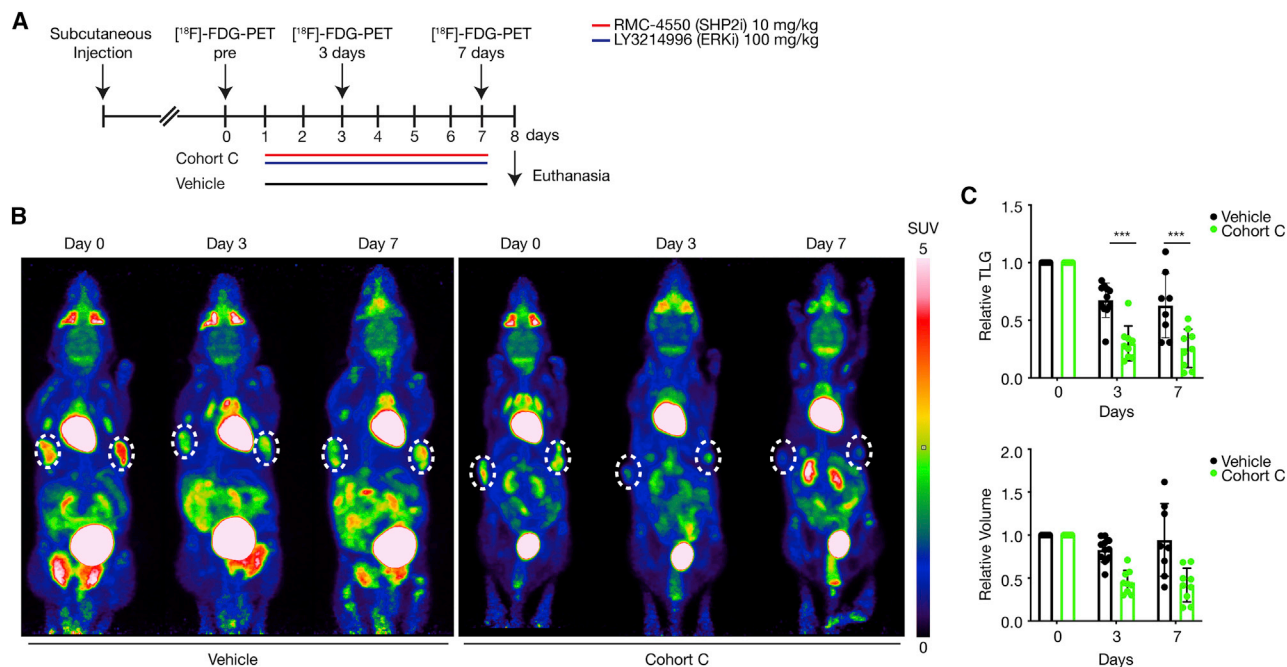 A
Subcutaneous
Injection
[¹⁸F]-FDG-PET
pre
[¹⁸F]-FDG-PET
3 days
[¹⁸F]-FDG-PET
7 days
RMC-4550 (SHP2i) 10 mg/kg
LY3214996 (ERKi) 100 mg/kg
0 1 2 3 4 5 6 7 8 days
Cohort C
Vehicle
Euthanasia
B
Day 0 Day 3 Day 7 Day 0 Day 3 Day 7
SUV
5
0
Vehicle
Cohort C
C
Relative TLG
1.5
1.0
0.5
0.0
*** ***
Vehicle
Cohort C
0 3 7
Days
Relative Volume
2.0
1.5
1.0
0.5
0.0
Vehicle
Cohort C
0 3 7
Days